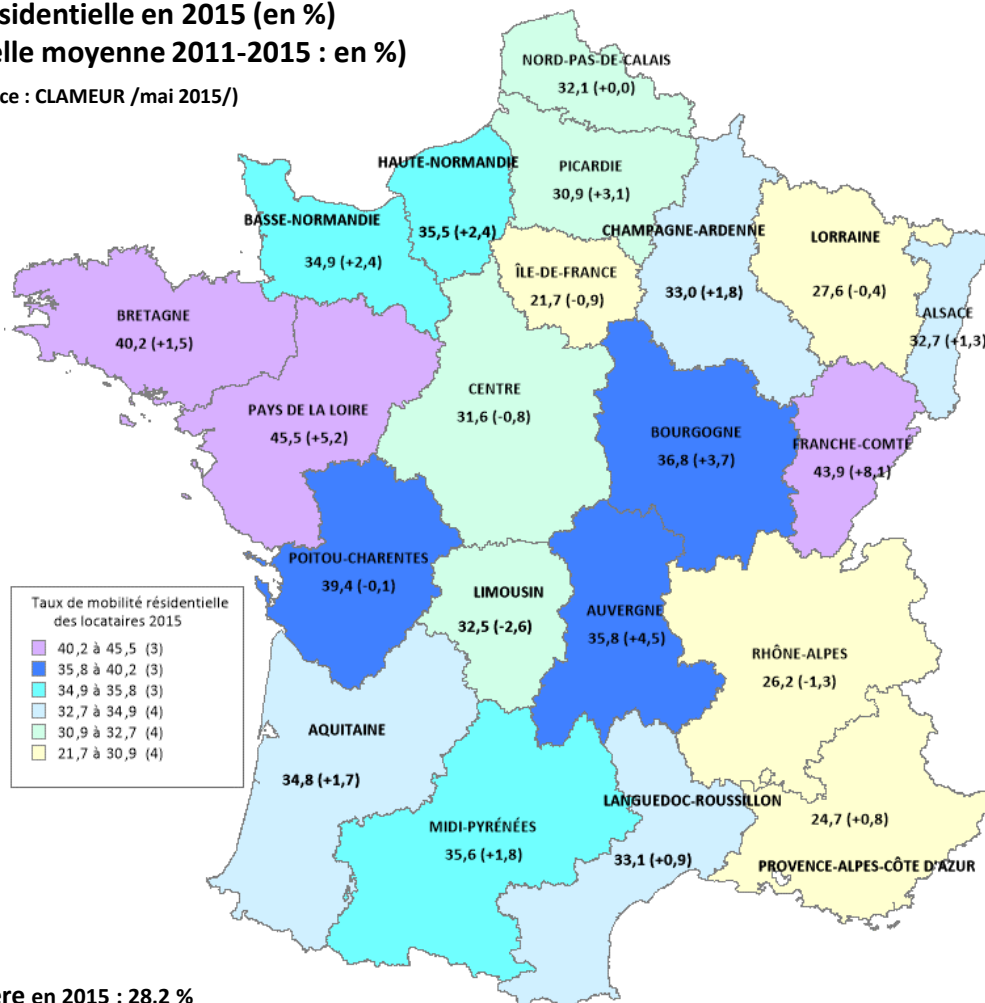 sidentielle en 2015 (en %)
elle moyenne 2011-2015 : en %)
ce : CLAMEUR /mai 2015/)
NORD-PAS-DE-CALAIS
32,1 (+0,0)
HAUTE-NORMANDIE
35,5 (+2,4)
PICARDIE
30,9 (+3,1)
BASSE-NORMANDIE
34,9 (+2,4)
CHAMPAGNE-ARDENNE
33,0 (+1,8)
LORRAINE
27,6 (-0,4)
ÎLE-DE-FRANCE
21,7 (-0,9)
ALSACE
32,7 (+1,3)
BRETAGNE
40,2 (+1,5)
PAYS DE LA LOIRE
45,5 (+5,2)
CENTRE
31,6 (-0,8)
BOURGOGNE
36,8 (+3,7)
FRANCHE-COMTÉ
43,9 (+8,1)
POITOU-CHARENTES
39,4 (-0,1)
LIMOUSIN
32,5 (-2,6)
AUVERGNE
35,8 (+4,5)
RHÔNE-ALPES
26,2 (-1,3)
Taux de mobilité résidentielle
des locataires 2015
40,2 à 45,5 (3)
35,8 à 40,2 (3)
34,9 à 35,8 (3)
32,7 à 34,9 (4)
30,9 à 32,7 (4)
21,7 à 30,9 (4)
AQUITAINE
34,8 (+1,7)
MIDI-PYRÉNÉES
35,6 (+1,8)
LANGUEDOC-ROUSSILLON
33,1 (+0,9)
24,7 (+0,8)
PROVENCE-ALPES-CÔTE D'AZUR
ère en 2015 : 28,2 %